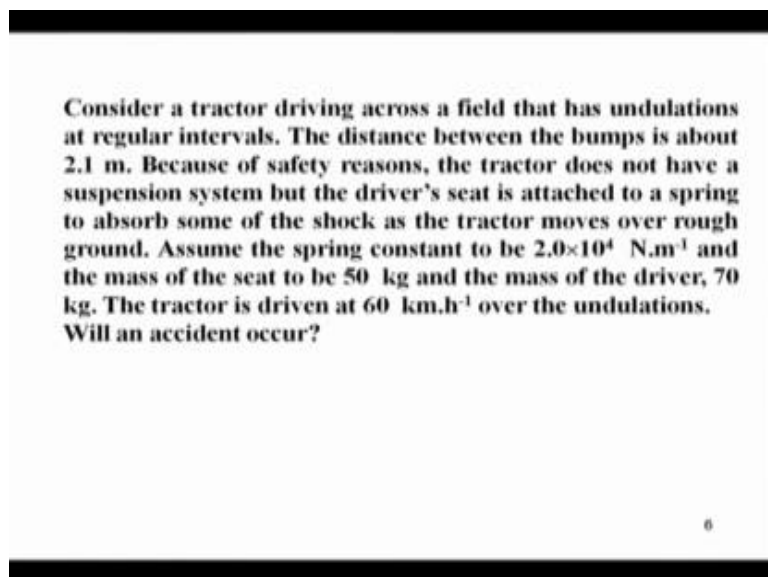 Consider a tractor driving across a field that has undulations
at regular intervals. The distance between the bumps is about
2.1 m. Because of safety reasons, the tractor does not have a
suspension system but the driver's seat is attached to a spring
to absorb some of the shock as the tractor moves over rough
ground. Assume the spring constant to be 2.0×10⁴ N.m⁻¹ and
the mass of the seat to be 50 kg and the mass of the driver, 70
kg. The tractor is driven at 60 km.h⁻¹ over the undulations.
Will an accident occur?
6